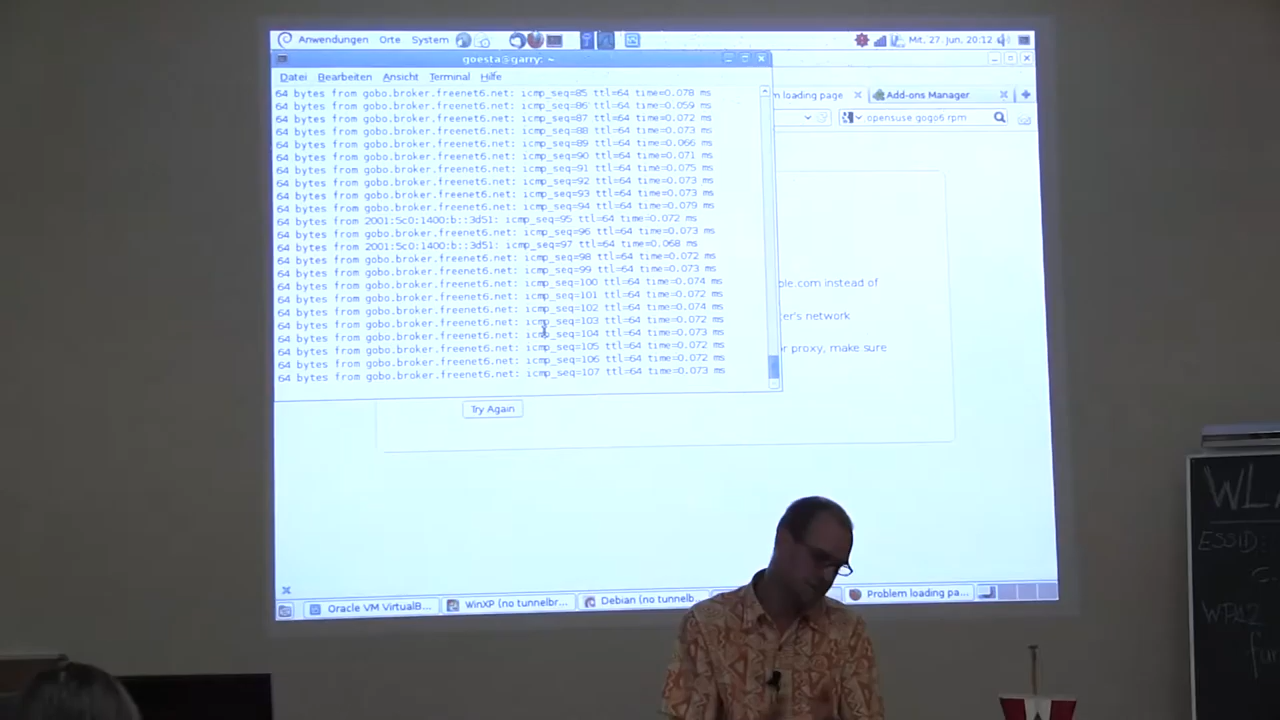 Anwendungen Orte System
Mit, 27. Jun, 20:12
goesta@garry: ~
Datei Bearbeiten Ansicht Terminal Hilfe
64 bytes from gobo.broker.freenet6.net: icmp_seq=85 ttl=64 time=0.078 ms
64 bytes from gobo.broker.freenet6.net: icmp_seq=86 ttl=64 time=0.059 ms
64 bytes from gobo.broker.freenet6.net: icmp_seq=87 ttl=64 time=0.072 ms
64 bytes from gobo.broker.freenet6.net: icmp_seq=88 ttl=64 time=0.073 ms
64 bytes from gobo.broker.freenet6.net: icmp_seq=89 ttl=64 time=0.066 ms
64 bytes from gobo.broker.freenet6.net: icmp_seq=90 ttl=64 time=0.071 ms
64 bytes from gobo.broker.freenet6.net: icmp_seq=91 ttl=64 time=0.075 ms
64 bytes from gobo.broker.freenet6.net: icmp_seq=92 ttl=64 time=0.073 ms
64 bytes from gobo.broker.freenet6.net: icmp_seq=93 ttl=64 time=0.073 ms
64 bytes from gobo.broker.freenet6.net: icmp_seq=94 ttl=64 time=0.079 ms
64 bytes from 2001:5c0:1400:b::3d51: icmp_seq=95 ttl=64 time=0.072 ms
64 bytes from gobo.broker.freenet6.net: icmp_seq=96 ttl=64 time=0.073 ms
64 bytes from 2001:5c0:1400:b::3d51: icmp_seq=97 ttl=64 time=0.068 ms
64 bytes from gobo.broker.freenet6.net: icmp_seq=98 ttl=64 time=0.072 ms
64 bytes from gobo.broker.freenet6.net: icmp_seq=99 ttl=64 time=0.073 ms
64 bytes from gobo.broker.freenet6.net: icmp_seq=100 ttl=64 time=0.074 ms
64 bytes from gobo.broker.freenet6.net: icmp_seq=101 ttl=64 time=0.072 ms
64 bytes from gobo.broker.freenet6.net: icmp_seq=102 ttl=64 time=0.074 ms
64 bytes from gobo.broker.freenet6.net: icmp_seq=103 ttl=64 time=0.072 ms
64 bytes from gobo.broker.freenet6.net: icmp_seq=104 ttl=64 time=0.073 ms
64 bytes from gobo.broker.freenet6.net: icmp_seq=105 ttl=64 time=0.072 ms
64 bytes from gobo.broker.freenet6.net: icmp_seq=106 ttl=64 time=0.072 ms
64 bytes from gobo.broker.freenet6.net: icmp_seq=107 ttl=64 time=0.073 ms
m loading page
Add-ons Manager
opensuse gogo6 rpm
ple.com instead of
ter's network
or proxy, make sure
Try Again
Oracle VM VirtualB...
WinXP (no tunnelbr...
Debian (no tunnelb...
Problem loading pa...
WL
ESSID:
WPA2